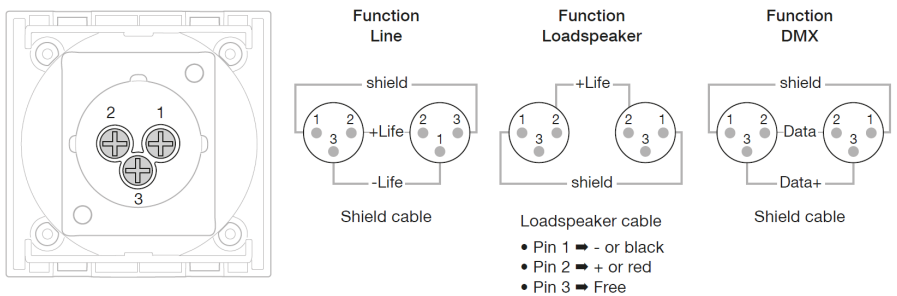 2 1
3
Function
Line
shield
1 2 2 3
+Life
3 1
-Life
Shield cable
Function
Loadspeaker
+Life
1 2 2 1
3 3
shield
Loadspeaker cable
• Pin 1 ➡ - or black
• Pin 2 ➡ + or red
• Pin 3 ➡ Free
Function
DMX
shield
1 2 2 1
Data-
3 3
Data+
Shield cable